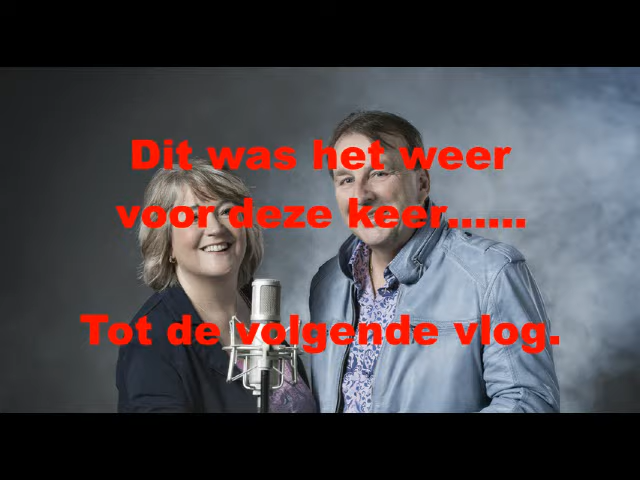 Dit was het weer
voor deze keer......
Tot de volgende vlog.